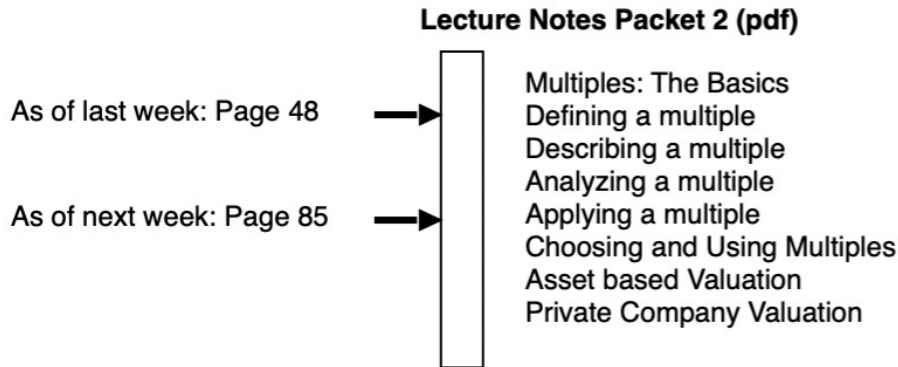 Lecture Notes Packet 2 (pdf)
As of last week: Page 48
As of next week: Page 85
Multiples: The Basics
Defining a multiple
Describing a multiple
Analyzing a multiple
Applying a multiple
Choosing and Using Multiples
Asset based Valuation
Private Company Valuation